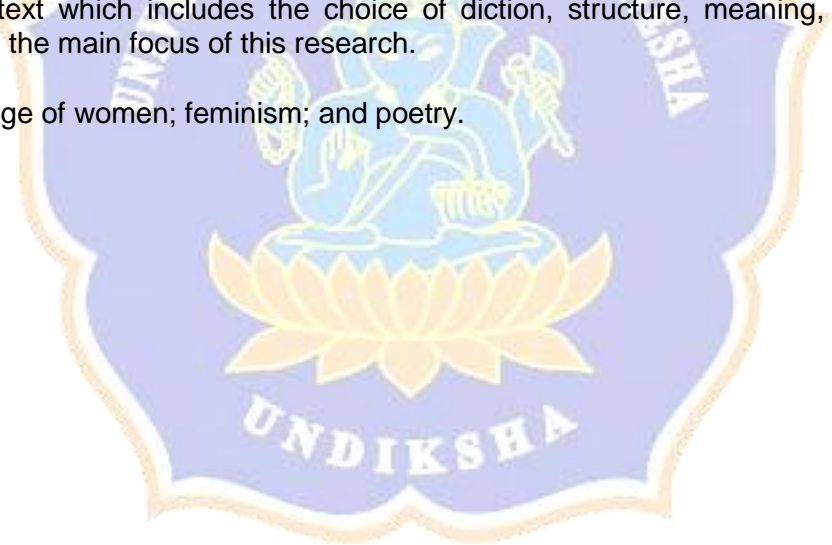 text which includes the choice of diction, structure, meaning,
the main focus of this research.
ge of women; feminism; and poetry.
UNDIKSHA